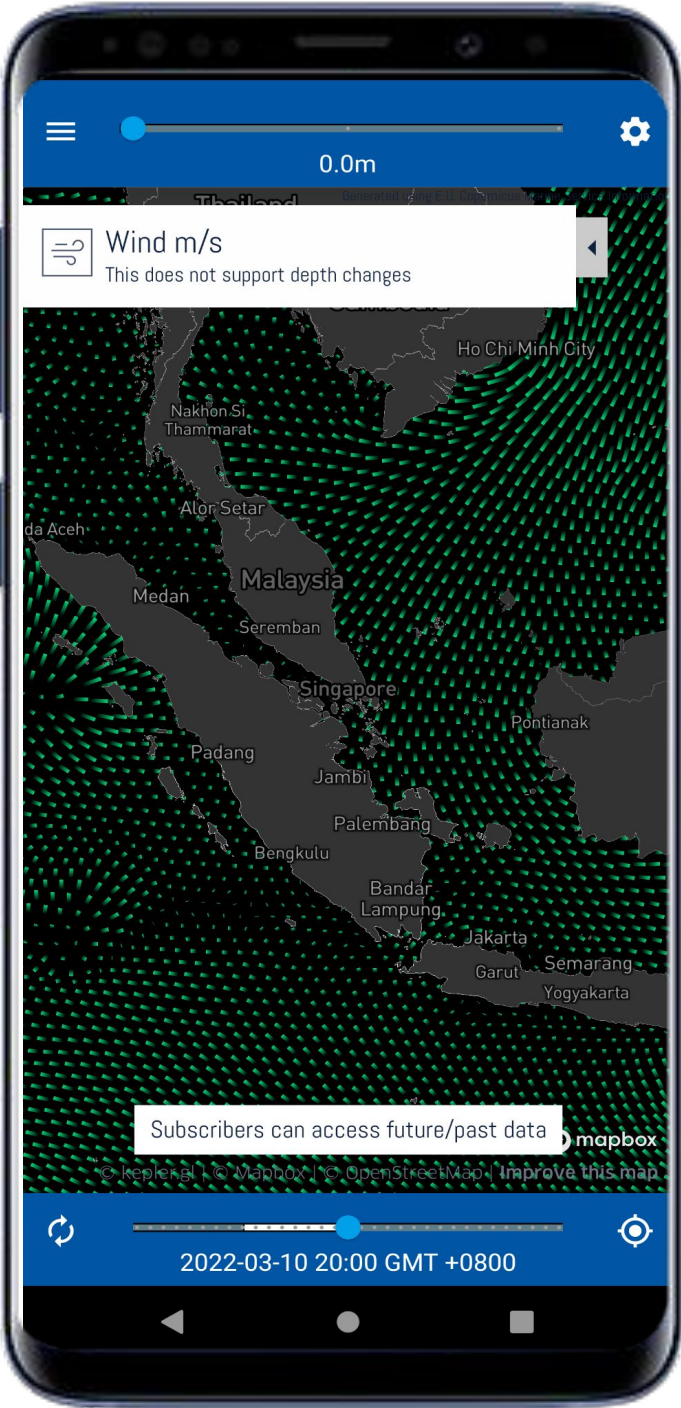 0.0m
Thailand
Generated using E.U. Copernicus
Wind m/s
This does not support depth changes
Ho Chi Minh City
Nakhon Si
Thammarat
Alor Setar
da Aceh
Malaysia
Medan
Seremban
Singapore
Pontianak
Padang
Jambi
Palembang
Bengkulu
Bandar
Lampung
Jakarta
Garut
Semarang
Yogyakarta
Subscribers can access future/past data
mapbox
© kepler.gl | © Mapbox | © OpenStreetMap | Improve this map
2022-03-10 20:00 GMT +0800